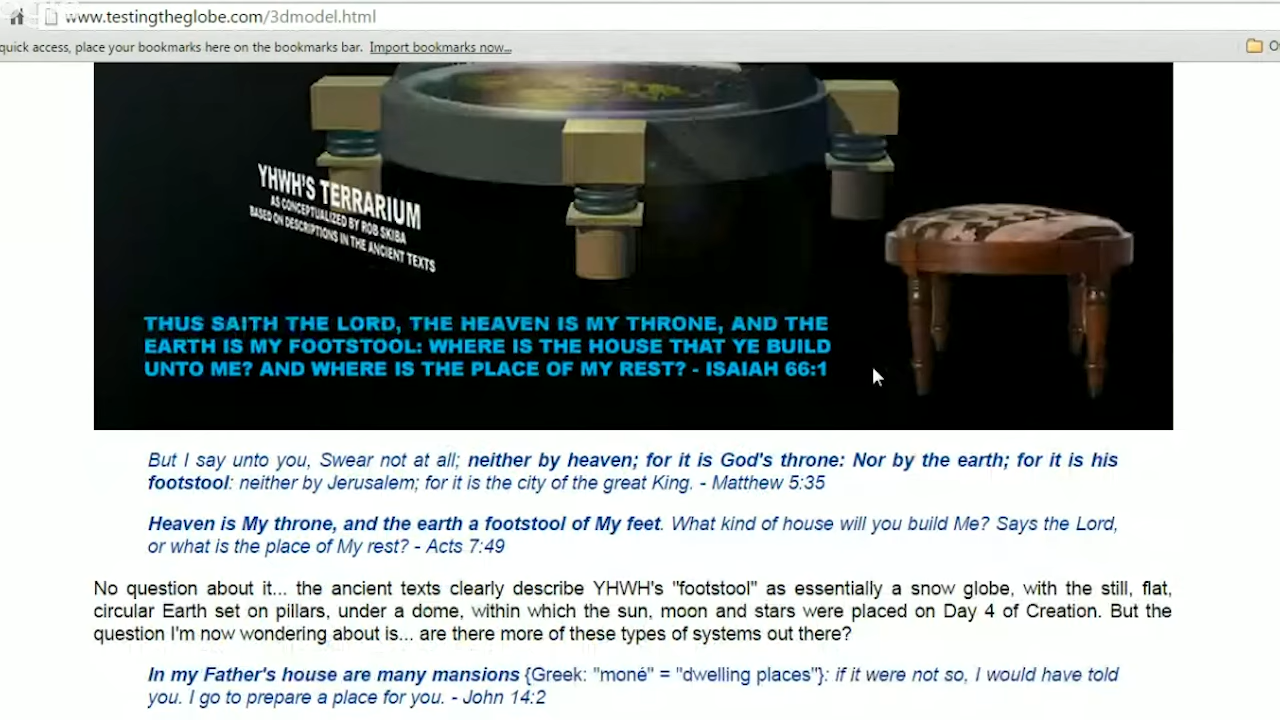 www.testingtheglobe.com/3dmodel.html
quick access, place your bookmarks here on the bookmarks bar. Import bookmarks now...
YHWH'S TERRARIUM
AS CONCEPTUALIZED BY ROB SKIBA
BASED ON DESCRIPTIONS IN THE ANCIENT TEXTS
THUS SAITH THE LORD, THE HEAVEN IS MY THRONE, AND THE
EARTH IS MY FOOTSTOOL: WHERE IS THE HOUSE THAT YE BUILD
UNTO ME? AND WHERE IS THE PLACE OF MY REST? - ISAIAH 66:1
But I say unto you, Swear not at all; neither by heaven; for it is God's throne: Nor by the earth; for it is his
footstool: neither by Jerusalem; for it is the city of the great King. - Matthew 5:35
Heaven is My throne, and the earth a footstool of My feet. What kind of house will you build Me? Says the Lord,
or what is the place of My rest? - Acts 7:49
No question about it... the ancient texts clearly describe YHWH's "footstool" as essentially a snow globe, with the still, flat,
circular Earth set on pillars, under a dome, within which the sun, moon and stars were placed on Day 4 of Creation. But the
question I'm now wondering about is... are there more of these types of systems out there?
In my Father's house are many mansions {Greek: "moné" = "dwelling places"}: if it were not so, I would have told
you. I go to prepare a place for you. - John 14:2